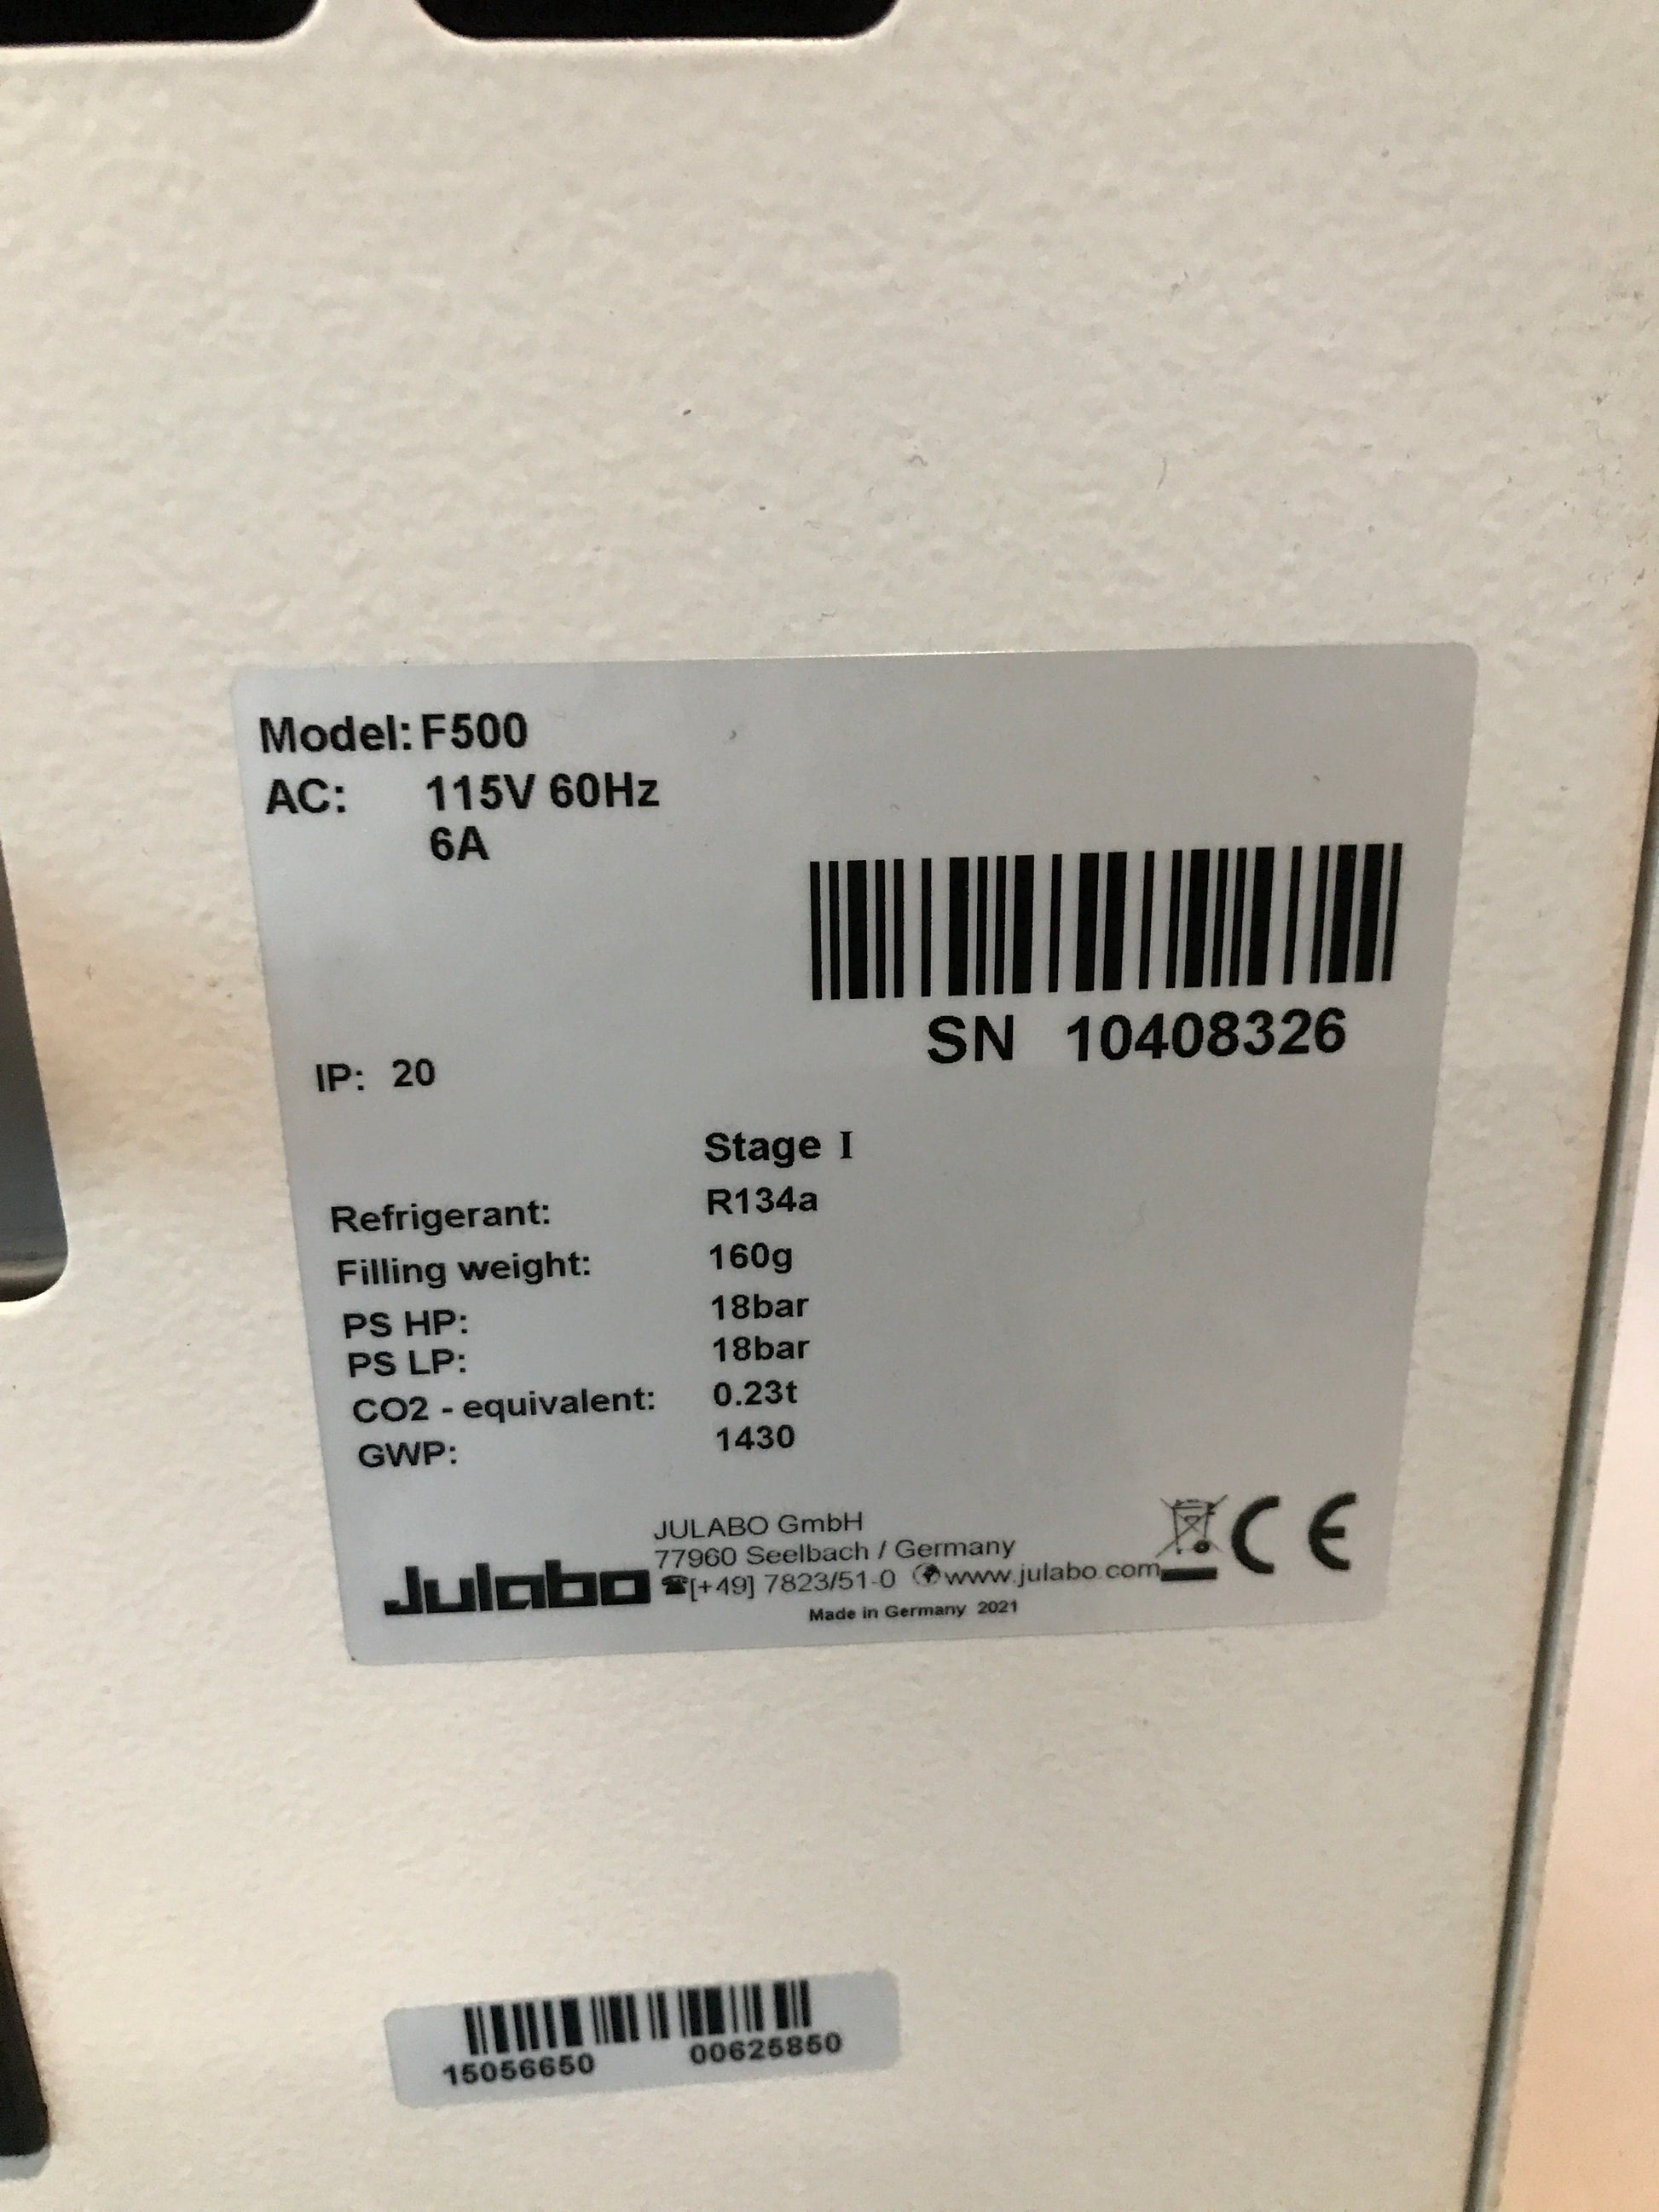 Model: F500
AC: 115V 60Hz
6A
SN 10408326
IP: 20
Stage I
Refrigerant: R134a
Filling weight: 160g
PS HP: 18bar
PS LP: 18bar
CO2 - equivalent: 0.23t
GWP: 1430
Julabo
JULABO GmbH
77960 Seelbach / Germany
☎[+49] 7823/51-0 www.julabo.com
Made in Germany 2021
CE
15056650 00625850